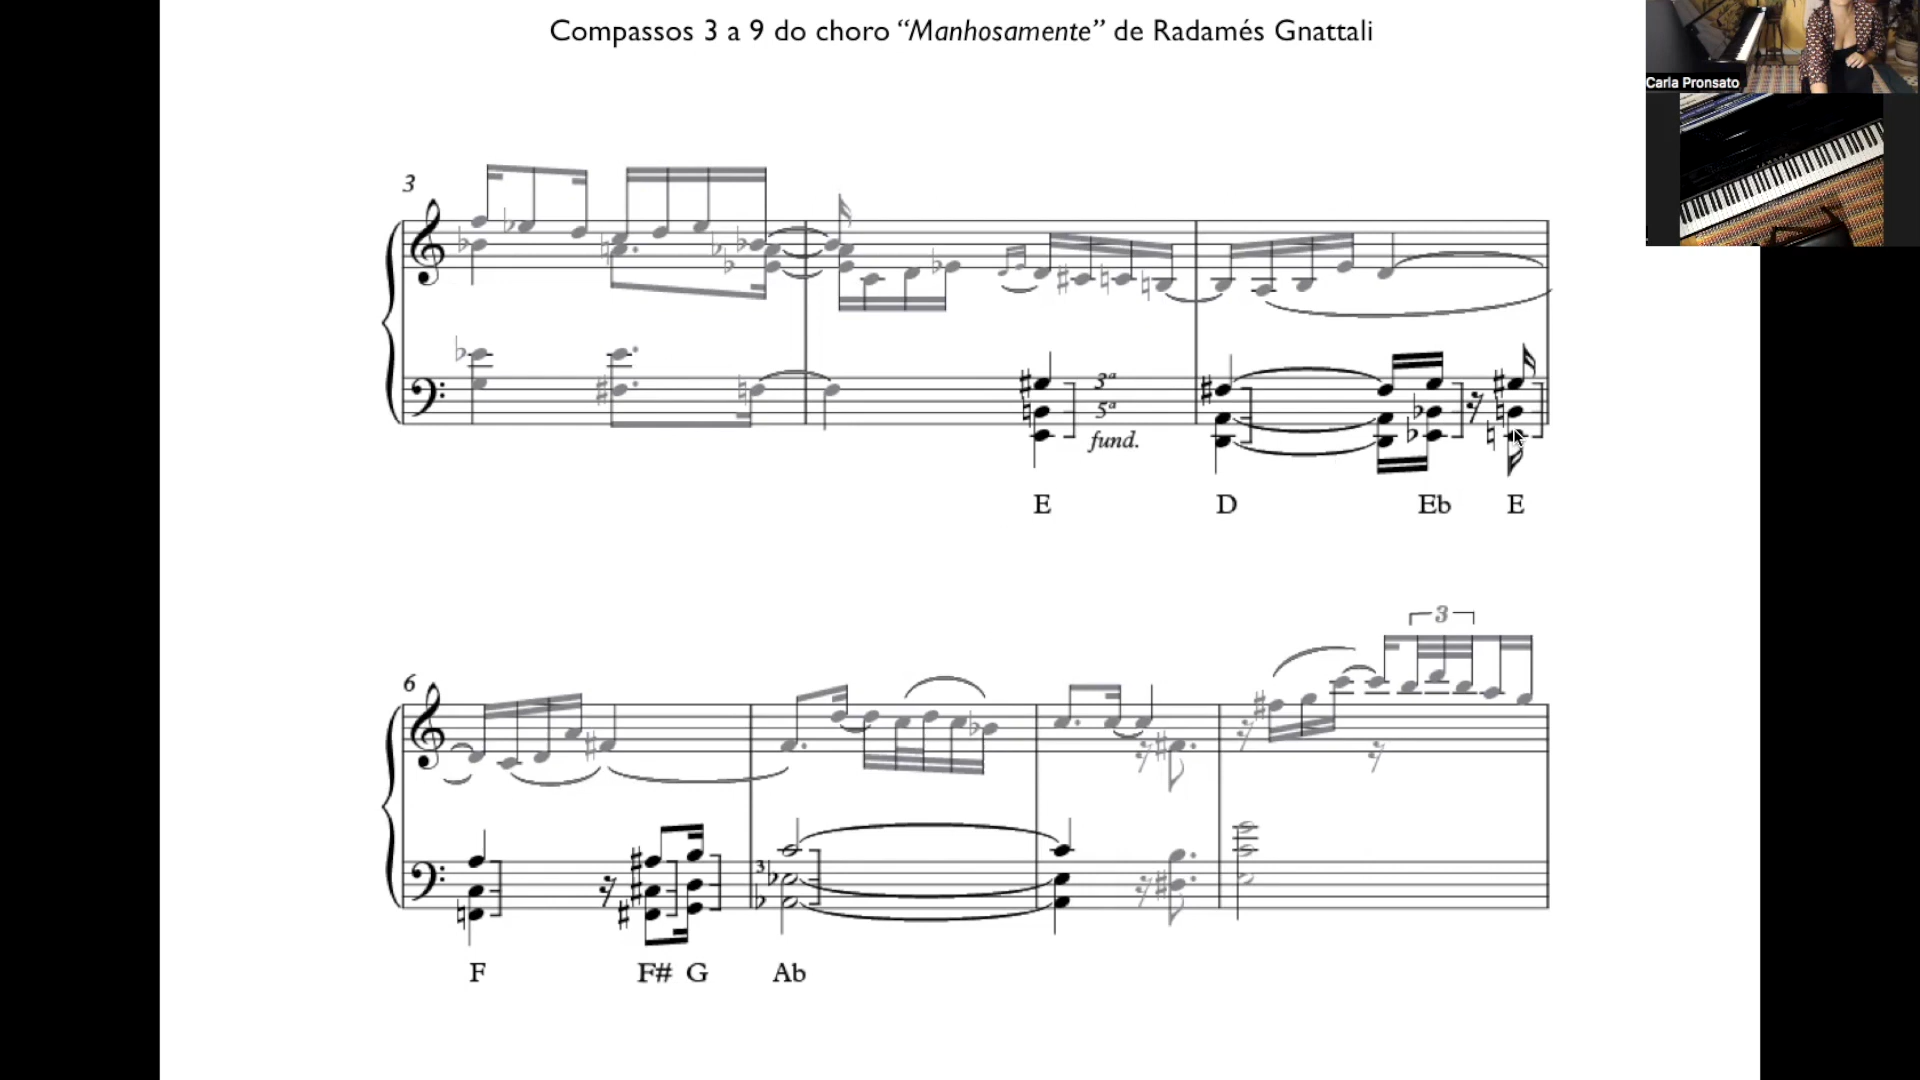 Compassos 3 a 9 do choro “Manhosamente” de Radamés Gnattali
Carla Pronsato
3
3ª
5ª
fund.
E D Eb E
3
6
3
F F# G Ab